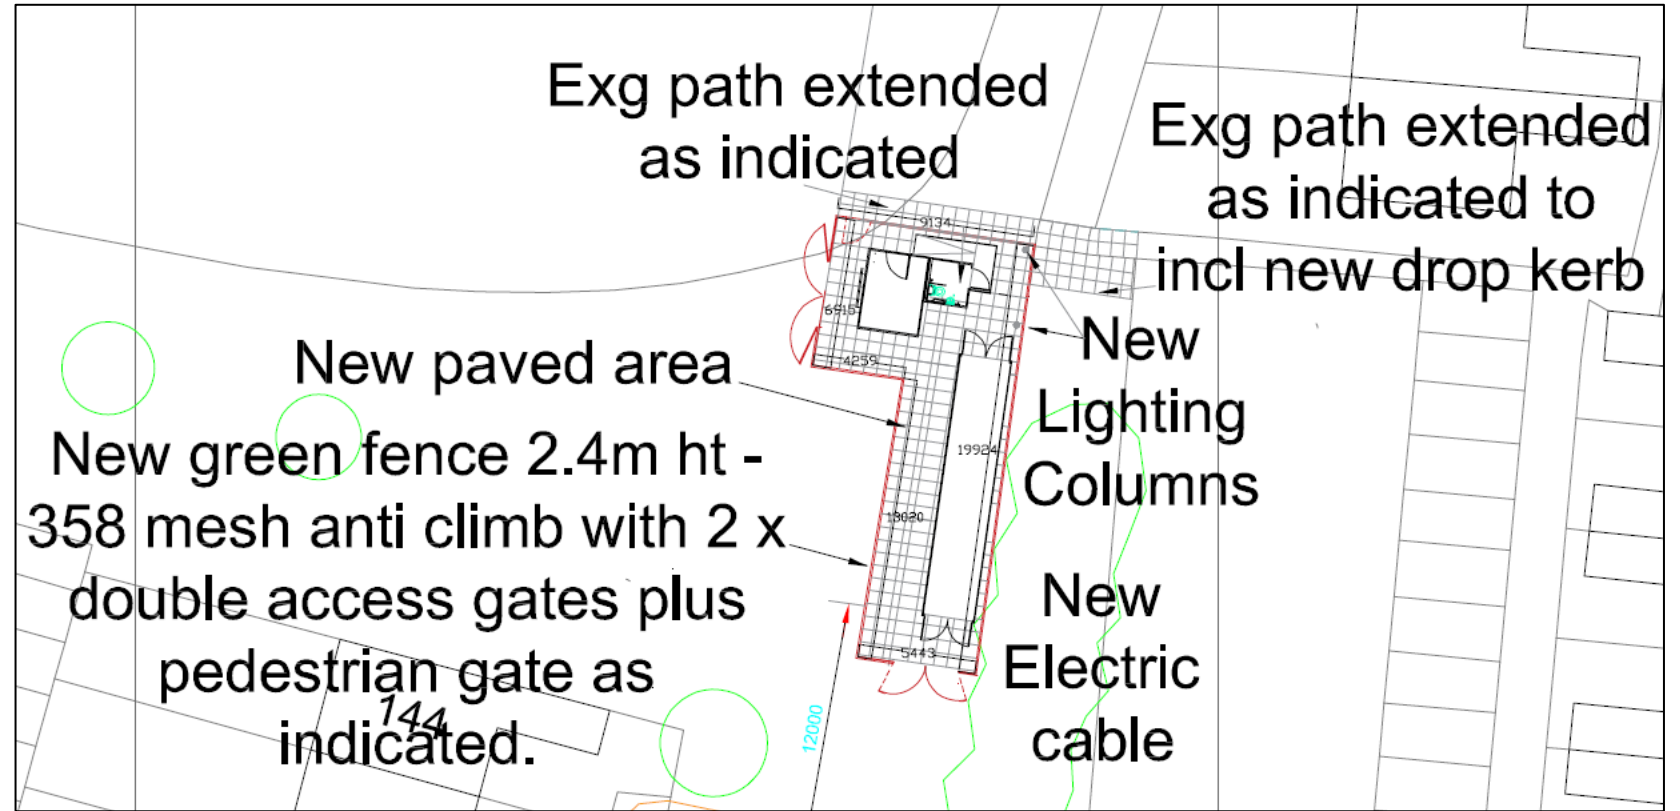 Exg path extended
as indicated
Exg path extended
as indicated to
incl new drop kerb
9134
6915
4259
New paved area
New
Lighting
Columns
19924
New green fence 2.4m ht -
358 mesh anti climb with 2 x
double access gates plus
pedestrian gate as
indicated.
13020
5443
12000
144
New
Electric
cable